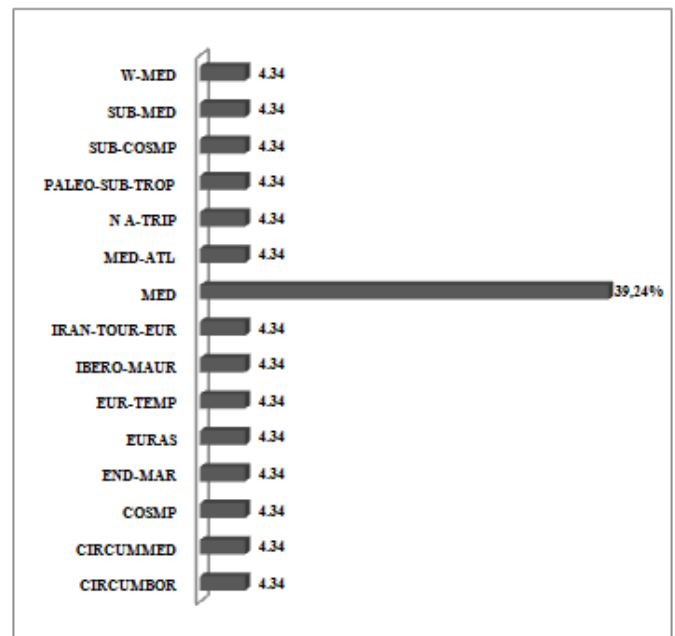 W-MED 4.34
SUB-MED 4.34
SUB-COSMP 4.34
PALEO-SUB-TROP 4.34
N A-TRIP 4.34
MED-ATL 4.34
MED 39,24%
IRAN-TOUR-EUR 4.34
IBERO-MAUR 4.34
EUR-TEMP 4.34
EURAS 4.34
END-MAR 4.34
COSMP 4.34
CIRCUMMED 4.34
CIRCUMBOR 4.34